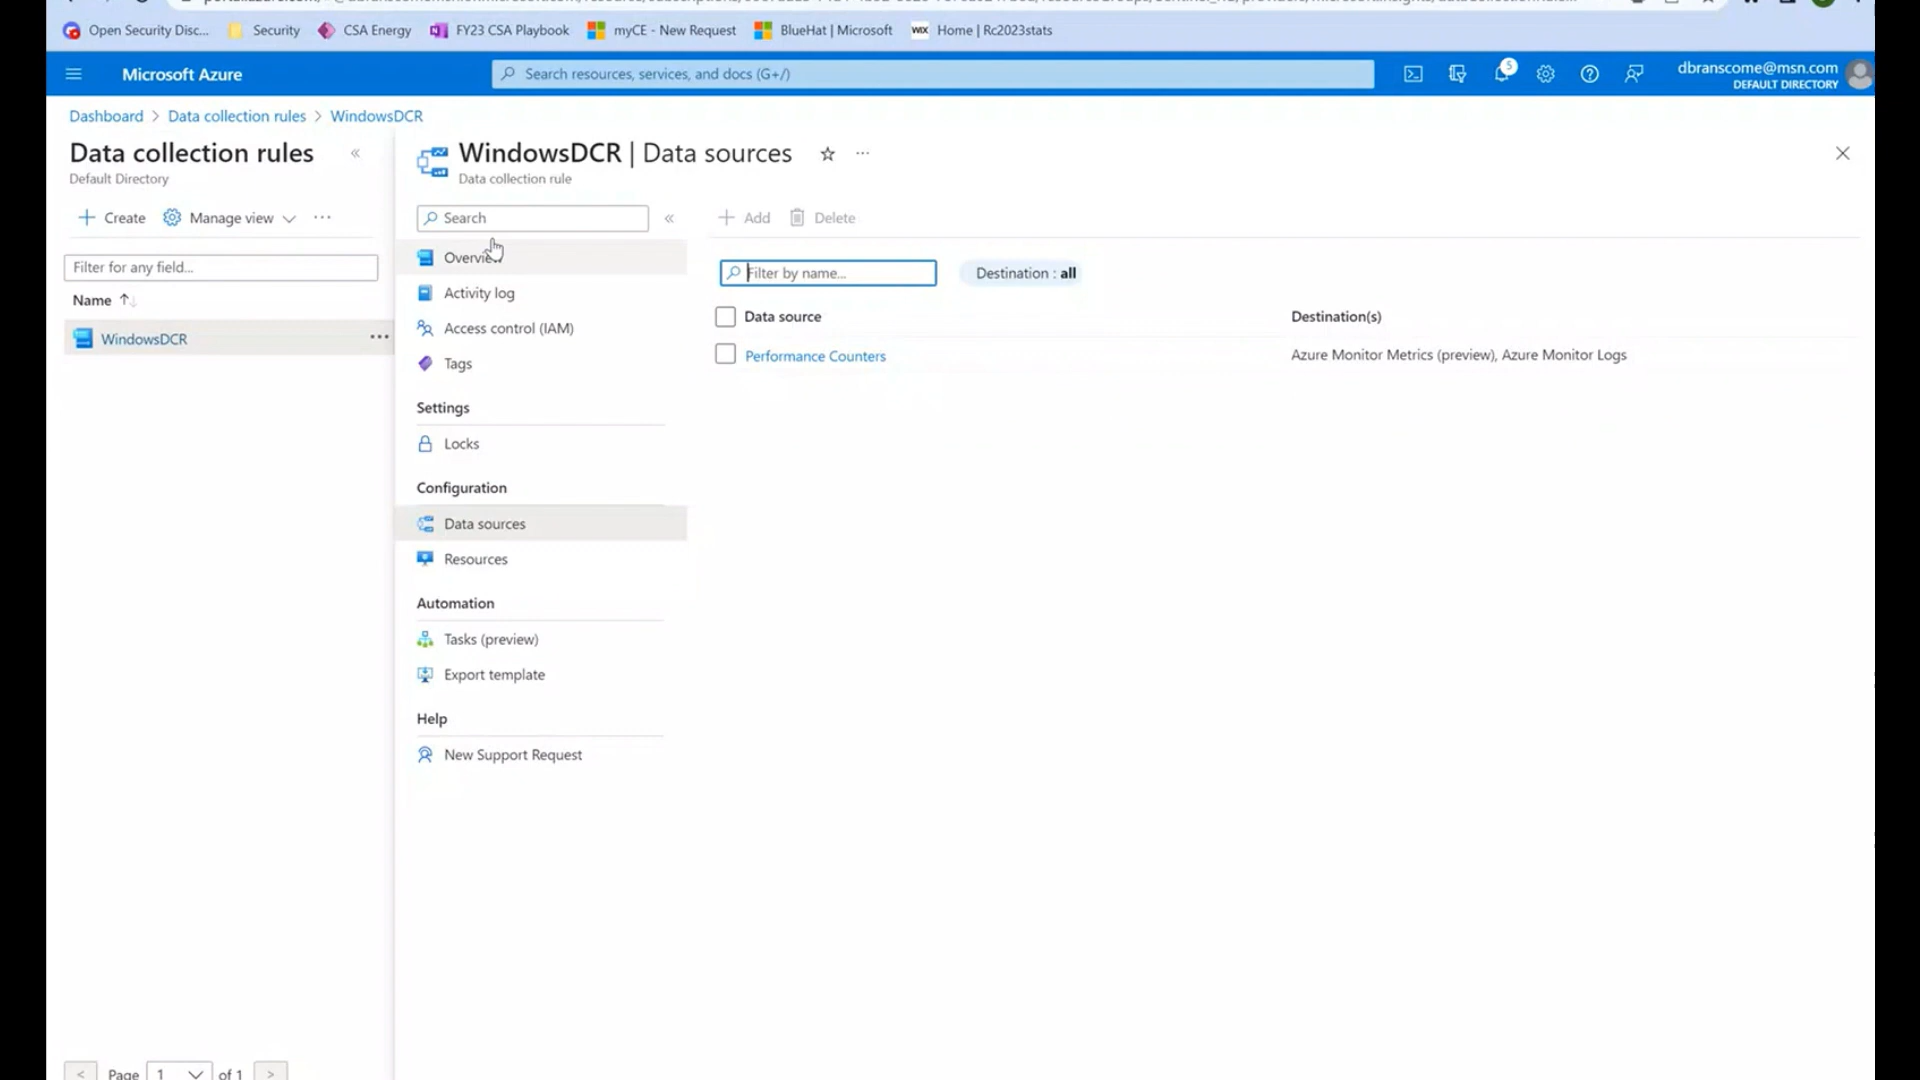 Open Security Disc...
Security
CSA Energy
FY23 CSA Playbook
myCE - New Request
BlueHat | Microsoft
WiX Home | Rc2023stats
Microsoft Azure
Search resources, services, and docs (G+/)
5
dbranscome@msn.com
DEFAULT DIRECTORY
Dashboard > Data collection rules > WindowsDCR
Data collection rules
Default Directory
Create
Manage view
Filter for any field...
Name
WindowsDCR
WindowsDCR | Data sources
Data collection rule
Search
Overview
Activity log
Access control (IAM)
Tags
Settings
Locks
Configuration
Data sources
Resources
Automation
Tasks (preview)
Export template
Help
New Support Request
Add
Delete
Filter by name...
Destination : all
Data source
Destination(s)
Performance Counters
Azure Monitor Metrics (preview), Azure Monitor Logs
< Page 1 of 1 >